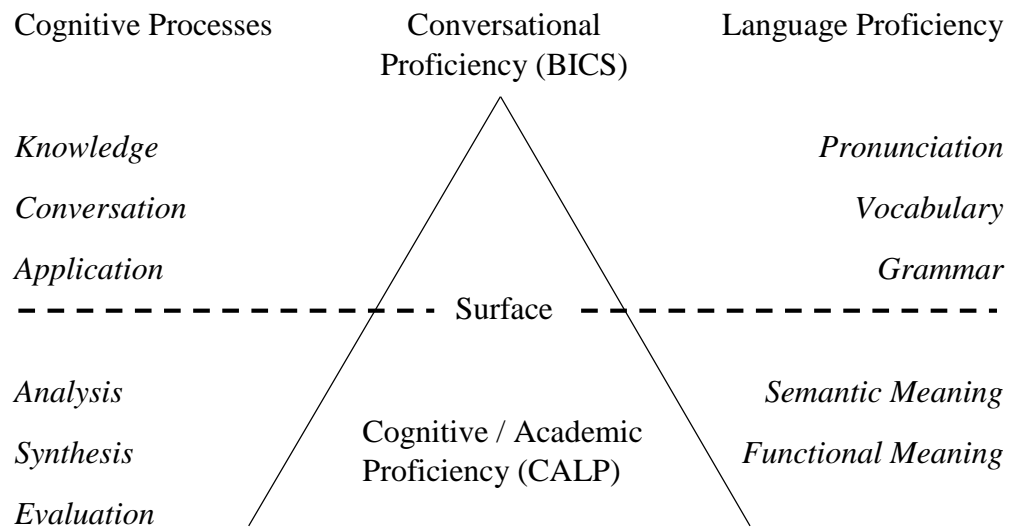 Cognitive Processes
Conversational
Proficiency (BICS)
Language Proficiency
Knowledge
Pronunciation
Conversation
Vocabulary
Application
Grammar
Surface
Analysis
Semantic Meaning
Cognitive / Academic
Proficiency (CALP)
Synthesis
Functional Meaning
Evaluation